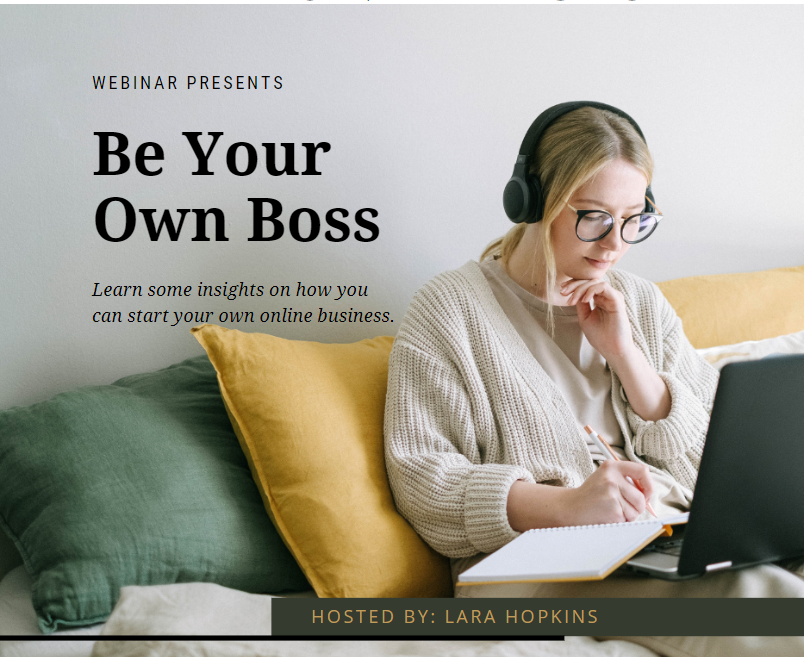 WEBINAR PRESENTS
Be Your
Own Boss
Learn some insights on how you
can start your own online business.
HOSTED BY: LARA HOPKINS